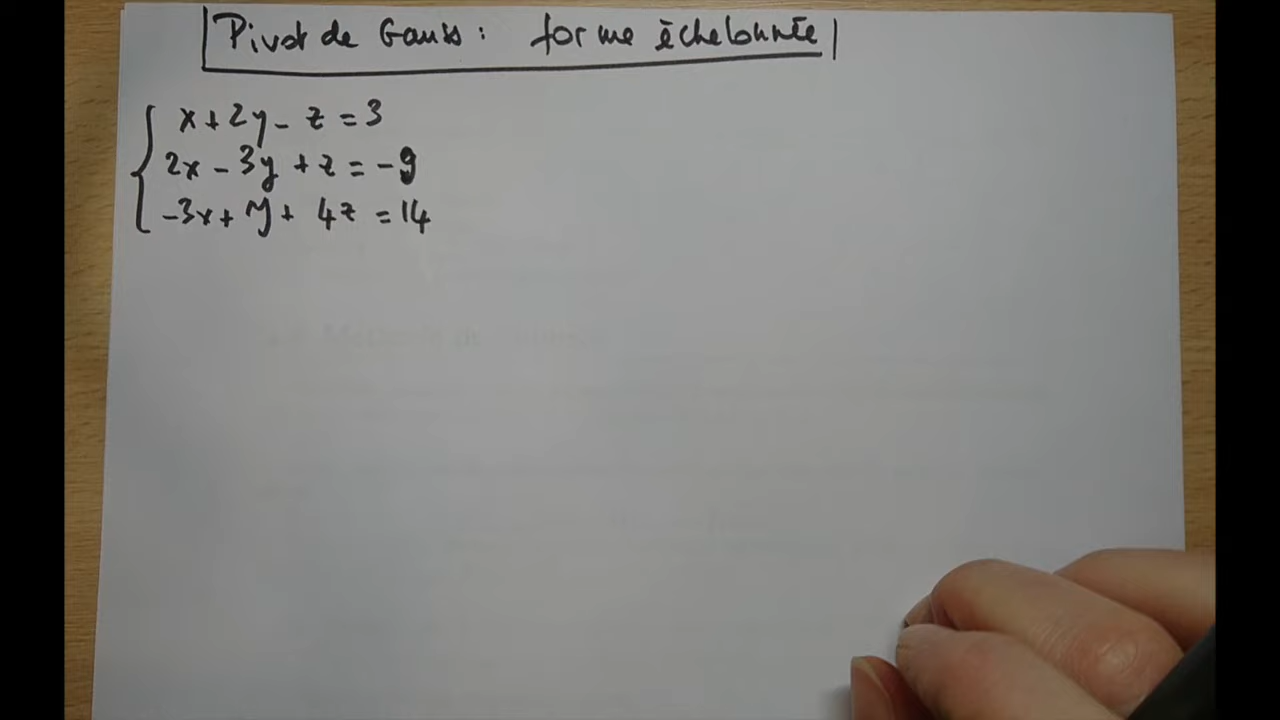 Pivot de Gauss : forme échelonnée
x + 2y - z = 3
2x - 3y + z = -9
-3x + y + 4z = 14